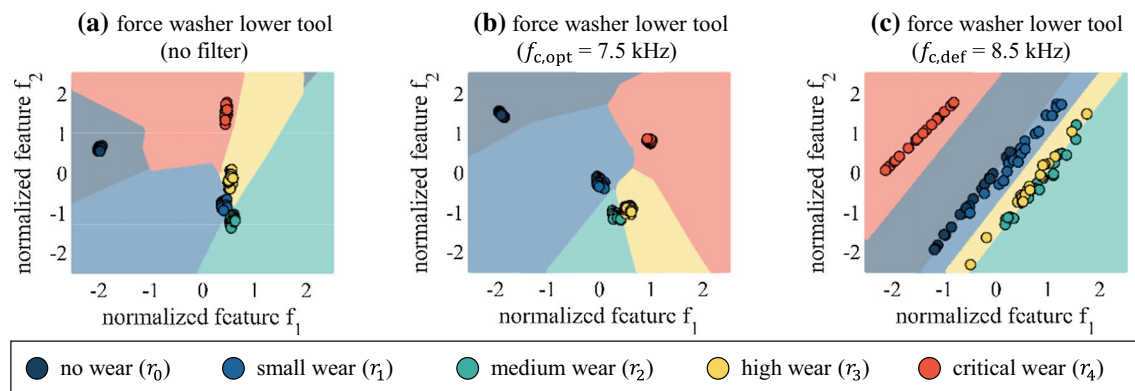 (a) force washer lower tool
(no filter)
(b) force washer lower tool
(f_c,opt = 7.5 kHz)
(c) force washer lower tool
(f_c,def = 8.5 kHz)
normalized feature f_2
2
1
0
-1
-2
-2 -1 0 1 2
normalized feature f_1
normalized feature f_2
2
1
0
-1
-2
-2 -1 0 1 2
normalized feature f_1
normalized feature f_2
2
1
0
-1
-2
-2 -1 0 1 2
normalized feature f_1
no wear (r_0) small wear (r_1) medium wear (r_2) high wear (r_3) critical wear (r_4)